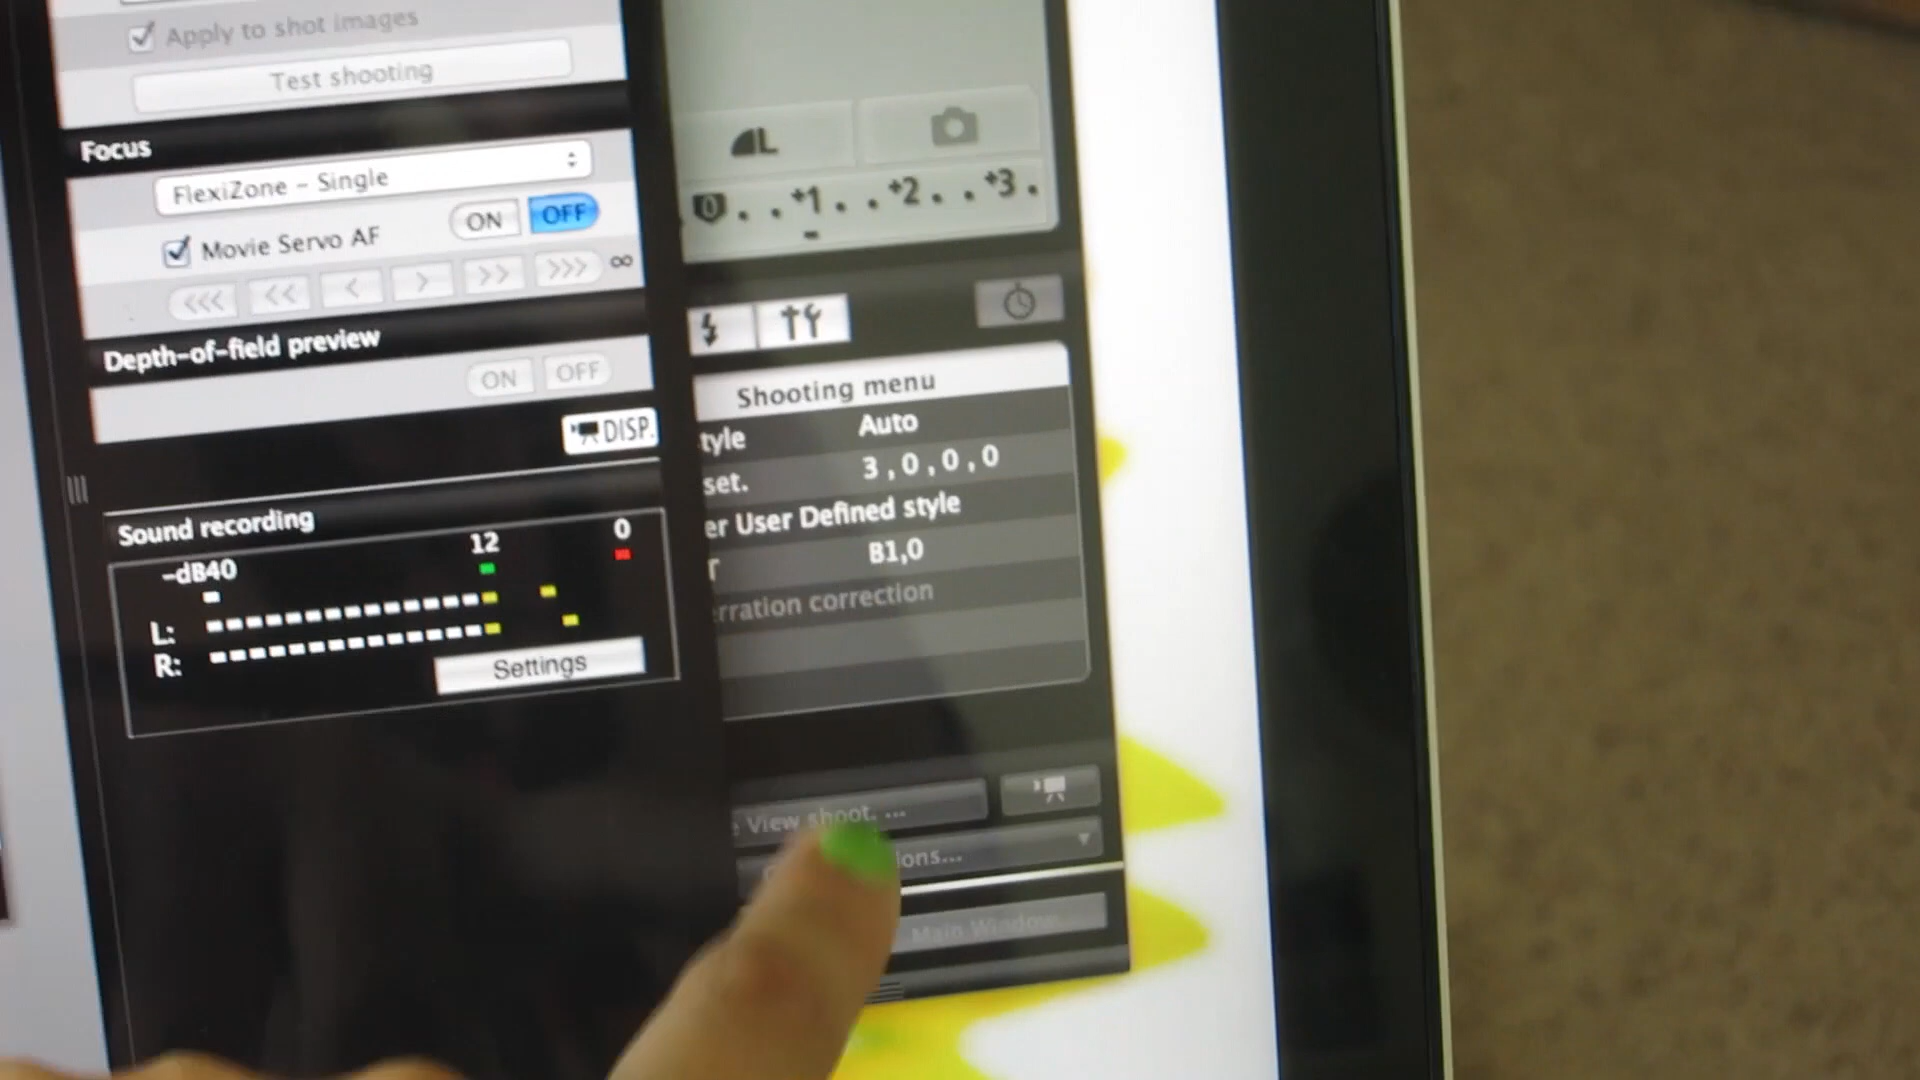 Apply to shot images
Test shooting
Focus
FlexiZone - Single
Movie Servo AF ON OFF
<<< << < > >> >>> ∞
Depth-of-field preview
ON OFF
DISP.
Sound recording
-dB40 12 0
L:
R:
Settings
L
0 . . +1 . . +2 . . +3 .
Shooting menu
tyle Auto
set. 3,0,0,0
er User Defined style
B1,0
rration correction
View shoot. ...
ions...
Main Window...